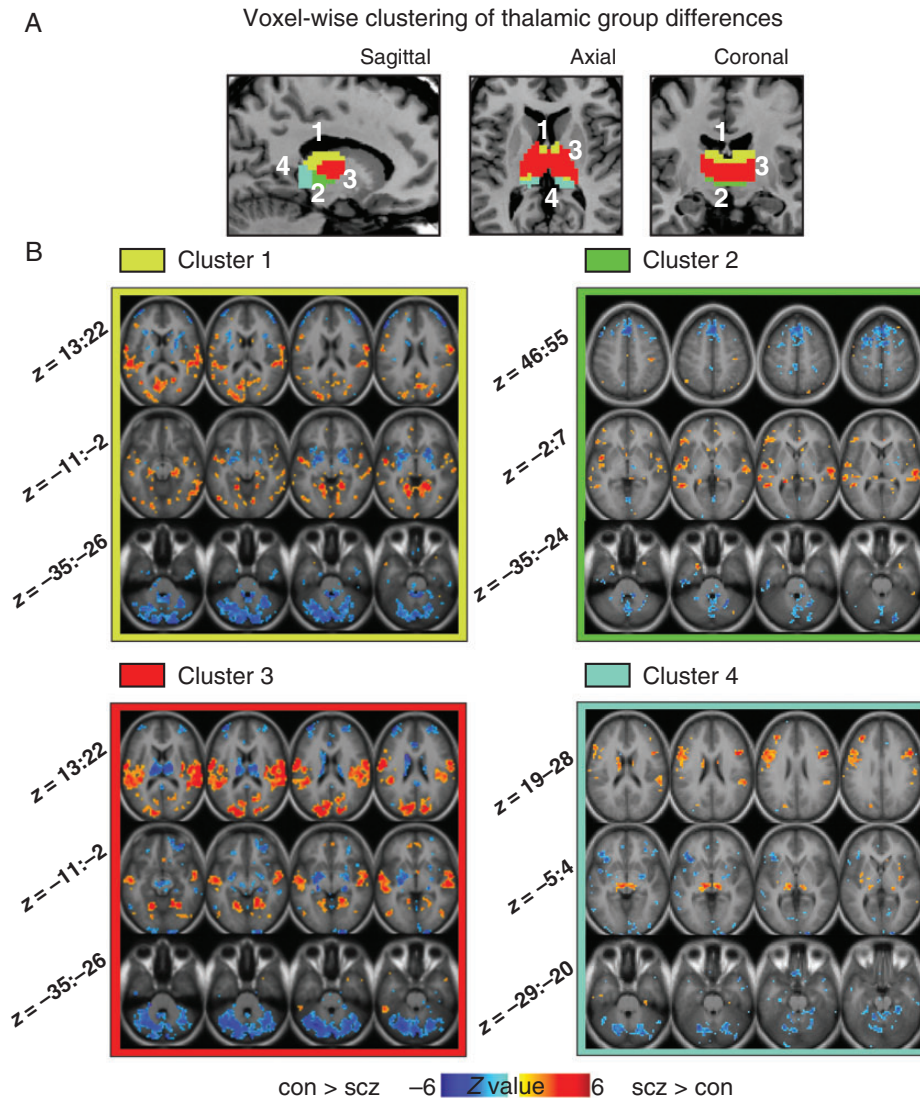 A
Voxel-wise clustering of thalamic group differences
Sagittal
Axial
Coronal
1
4
3
2
1
3
4
3
2
B
Cluster 1
z = 13:22
z = −11:−2
z = −35:−26
Cluster 2
z = 46:55
z = −2:7
z = −35:−24
Cluster 3
z = 13:22
z = −11:−2
z = −35:−26
Cluster 4
z = 19−28
z = −5:4
z = −29:−20
con > scz −6 Z value 6 scz > con